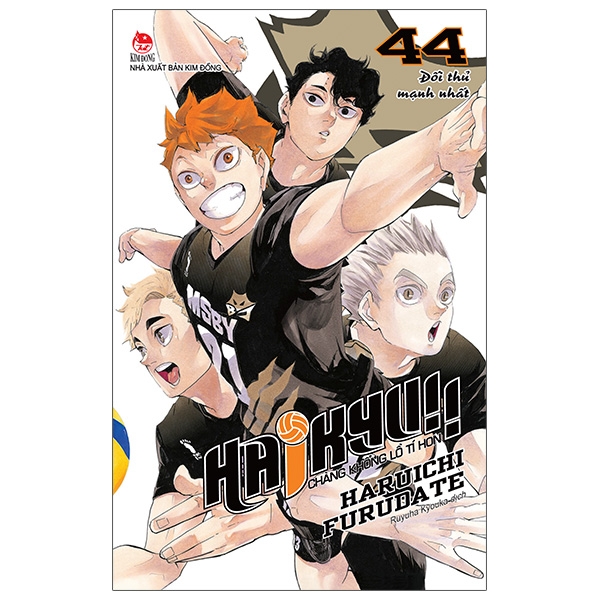 KIM ĐỒNG
NHÀ XUẤT BẢN KIM ĐỒNG
44
Đối thủ
mạnh nhất
MSBY
21
HAIKYU!!
CHÀNG KHỔNG LỒ TÍ HON
HARUICHI
FURUDATE
Ruyuha Kyouka dịch